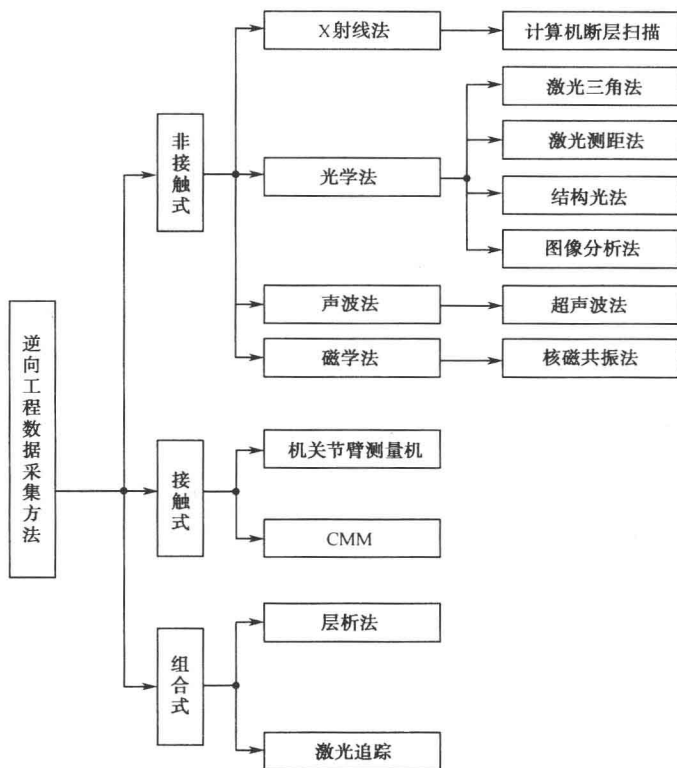 逆向工程数据采集方法
非接触式
X射线法
计算机断层扫描
光学法
激光三角法
激光测距法
结构光法
图像分析法
声波法
超声波法
磁学法
核磁共振法
接触式
机关节臂测量机
CMM
组合式
层析法
激光追踪